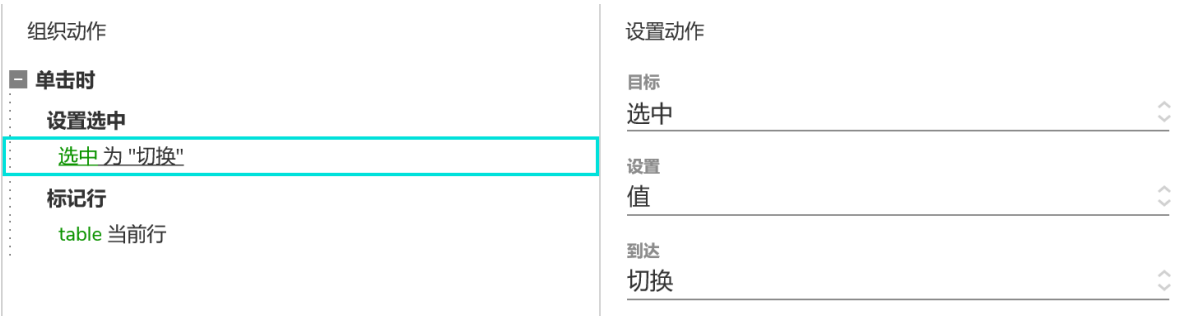 组织动作
单击时
设置选中
选中 为 "切换"
标记行
table 当前行
设置动作
目标
选中
设置
值
到达
切换